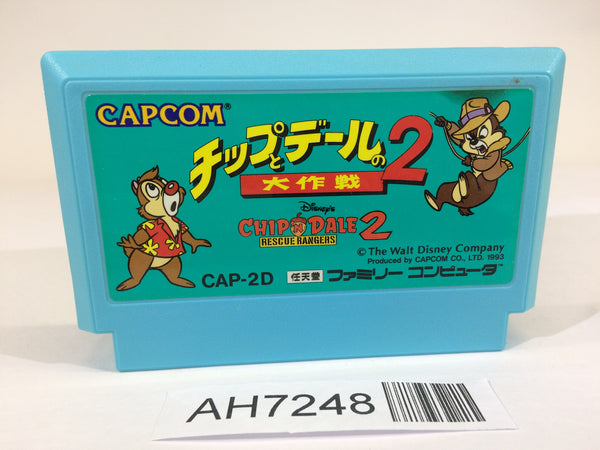 CAPCOM®
チップとデールの
大作戦2
Disney's
CHIP 'N DALE 2
RESCUE RANGERS
© The Walt Disney Company
Produced by CAPCOM CO., LTD. 1993
CAP-2D 任天堂 ファミリー コンピュータ™
AH7248